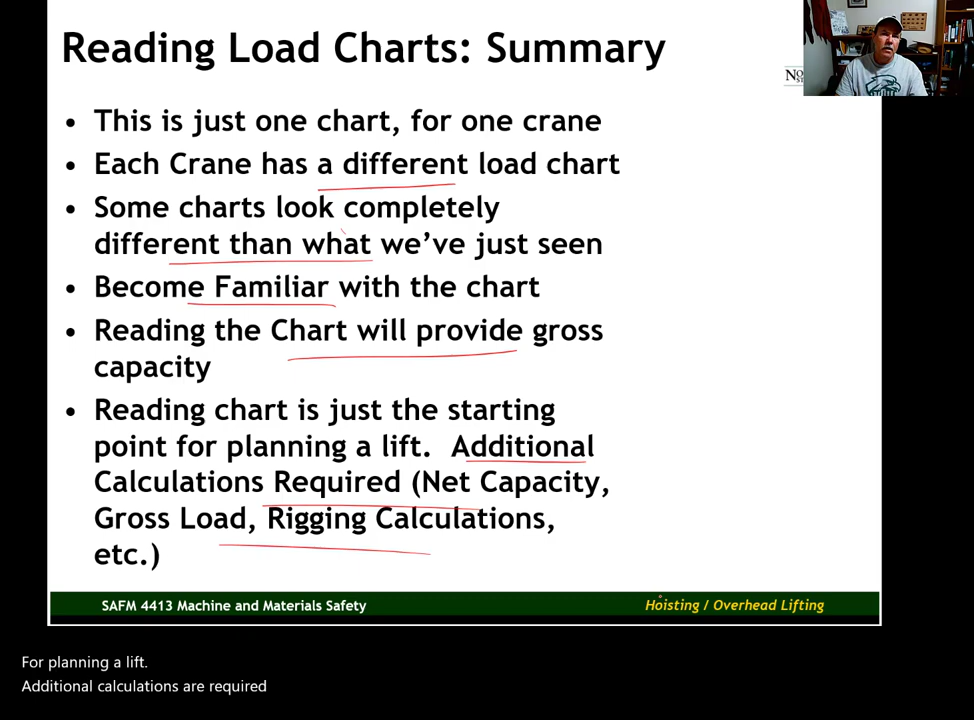 Reading Load Charts: Summary
• This is just one chart, for one crane
• Each Crane has a different load chart
• Some charts look completely
different than what we've just seen
• Become Familiar with the chart
• Reading the Chart will provide gross
capacity
• Reading chart is just the starting
point for planning a lift.  Additional
Calculations Required (Net Capacity,
Gross Load, Rigging Calculations,
etc.)
SAFM 4413 Machine and Materials Safety
Hoisting / Overhead Lifting
For planning a lift.
Additional calculations are required